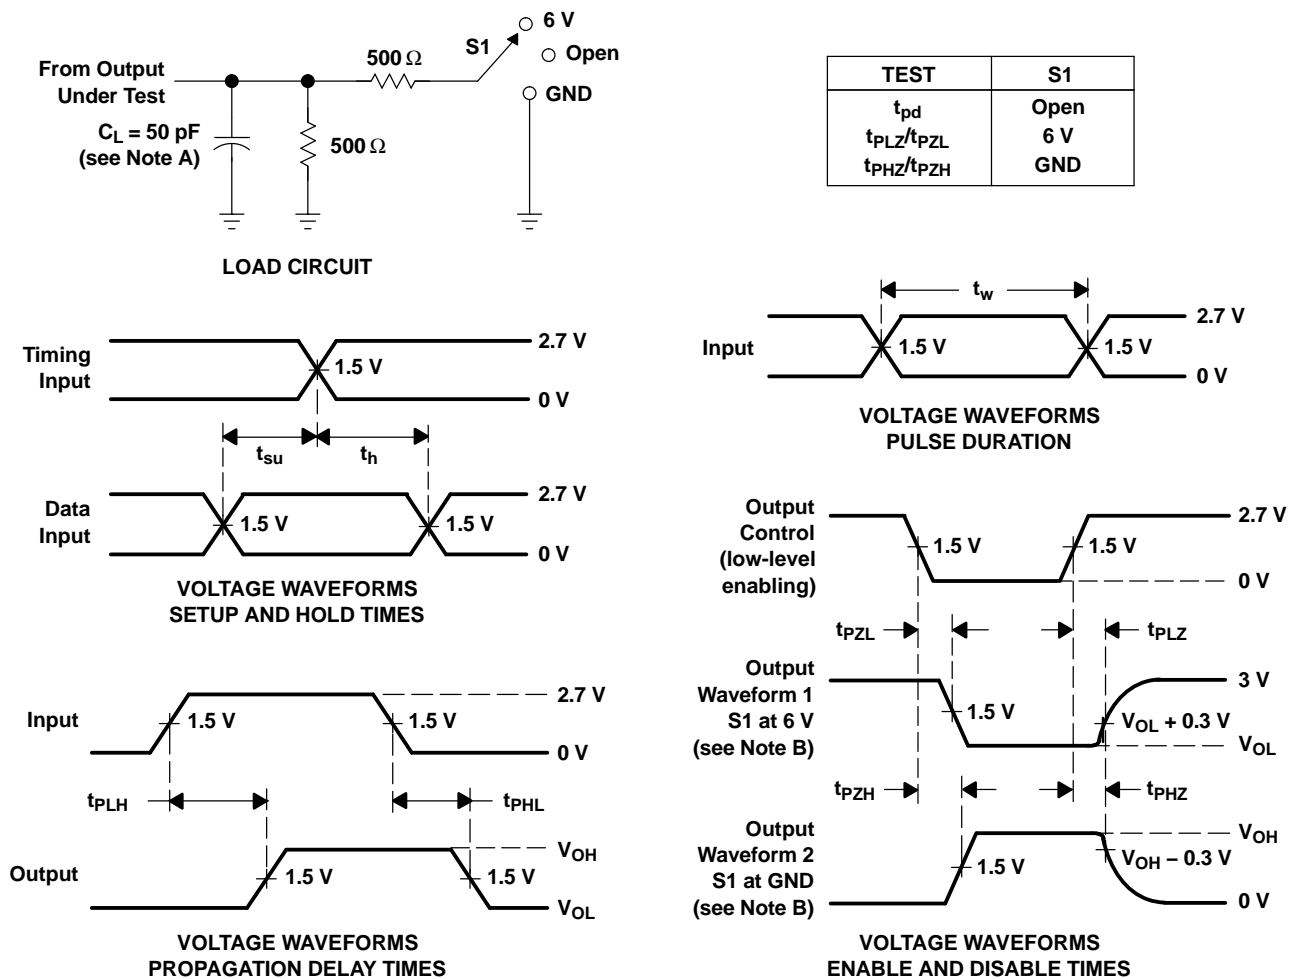 6 V
S1
Open
500 Ω
From Output
Under Test
GND
C_L = 50 pF
(see Note A)
500 Ω
LOAD CIRCUIT
TEST S1
t_pd Open
t_PLZ/t_PZL 6 V
t_PHZ/t_PZH GND
t_w
2.7 V
Input
1.5 V 1.5 V
0 V
VOLTAGE WAVEFORMS
PULSE DURATION
2.7 V
Timing
Input
1.5 V
0 V
t_su t_h
2.7 V
Data
Input
1.5 V 1.5 V
0 V
VOLTAGE WAVEFORMS
SETUP AND HOLD TIMES
2.7 V
Input
1.5 V 1.5 V
0 V
t_PLH t_PHL
V_OH
Output
1.5 V 1.5 V
V_OL
VOLTAGE WAVEFORMS
PROPAGATION DELAY TIMES
Output
Control
(low-level
enabling)
2.7 V
1.5 V 1.5 V
0 V
t_PZL t_PLZ
Output
Waveform 1
S1 at 6 V
(see Note B)
3 V
1.5 V
V_OL + 0.3 V
V_OL
t_PZH t_PHZ
Output
Waveform 2
S1 at GND
(see Note B)
V_OH
1.5 V
V_OH − 0.3 V
0 V
VOLTAGE WAVEFORMS
ENABLE AND DISABLE TIMES